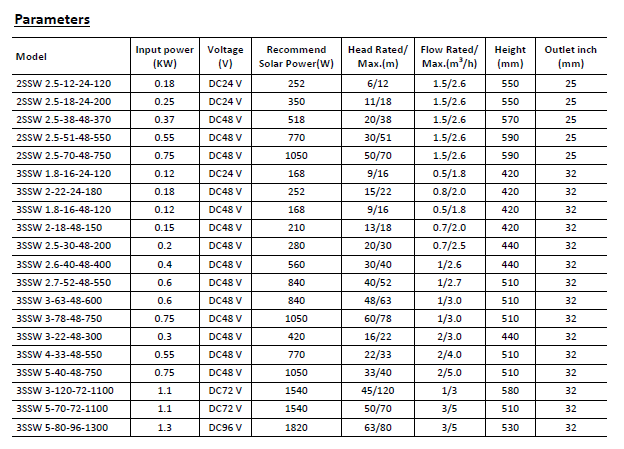 Parameters
Model Input power (KW) Voltage (V) Recommend Solar Power(W) Head Rated/ Max.(m) Flow Rated/ Max.(m³/h) Height (mm) Outlet inch (mm)
2SSW 2.5-12-24-120 0.18 DC24 V 252 6/12 1.5/2.6 550 25
2SSW 2.5-18-24-200 0.25 DC24 V 350 11/18 1.5/2.6 550 25
2SSW 2.5-38-48-370 0.37 DC48 V 518 20/38 1.5/2.6 570 25
2SSW 2.5-51-48-550 0.55 DC48 V 770 30/51 1.5/2.6 590 25
2SSW 2.5-70-48-750 0.75 DC48 V 1050 50/70 1.5/2.6 590 25
3SSW 1.8-16-24-120 0.12 DC24 V 168 9/16 0.5/1.8 420 32
3SSW 2-22-24-180 0.18 DC48 V 252 15/22 0.8/2.0 420 32
3SSW 1.8-16-48-120 0.12 DC48 V 168 9/16 0.5/1.8 420 32
3SSW 2-18-48-150 0.15 DC48 V 210 13/18 0.7/2.0 420 32
3SSW 2.5-30-48-200 0.2 DC48 V 280 20/30 0.7/2.5 440 32
3SSW 2.6-40-48-400 0.4 DC48 V 560 30/40 1/2.6 440 32
3SSW 2.7-52-48-550 0.6 DC48 V 840 40/52 1/2.7 510 32
3SSW 3-63-48-600 0.6 DC48 V 840 48/63 1/3.0 510 32
3SSW 3-78-48-750 0.75 DC48 V 1050 60/78 1/3.0 510 32
3SSW 3-22-48-300 0.3 DC48 V 420 16/22 2/3.0 440 32
3SSW 4-33-48-550 0.55 DC48 V 770 22/33 2/4.0 510 32
3SSW 5-40-48-750 0.75 DC48 V 1050 33/40 2/5.0 510 32
3SSW 3-120-72-1100 1.1 DC72 V 1540 45/120 1/3 580 32
3SSW 5-70-72-1100 1.1 DC72 V 1540 50/70 3/5 510 32
3SSW 5-80-96-1300 1.3 DC96 V 1820 63/80 3/5 530 32